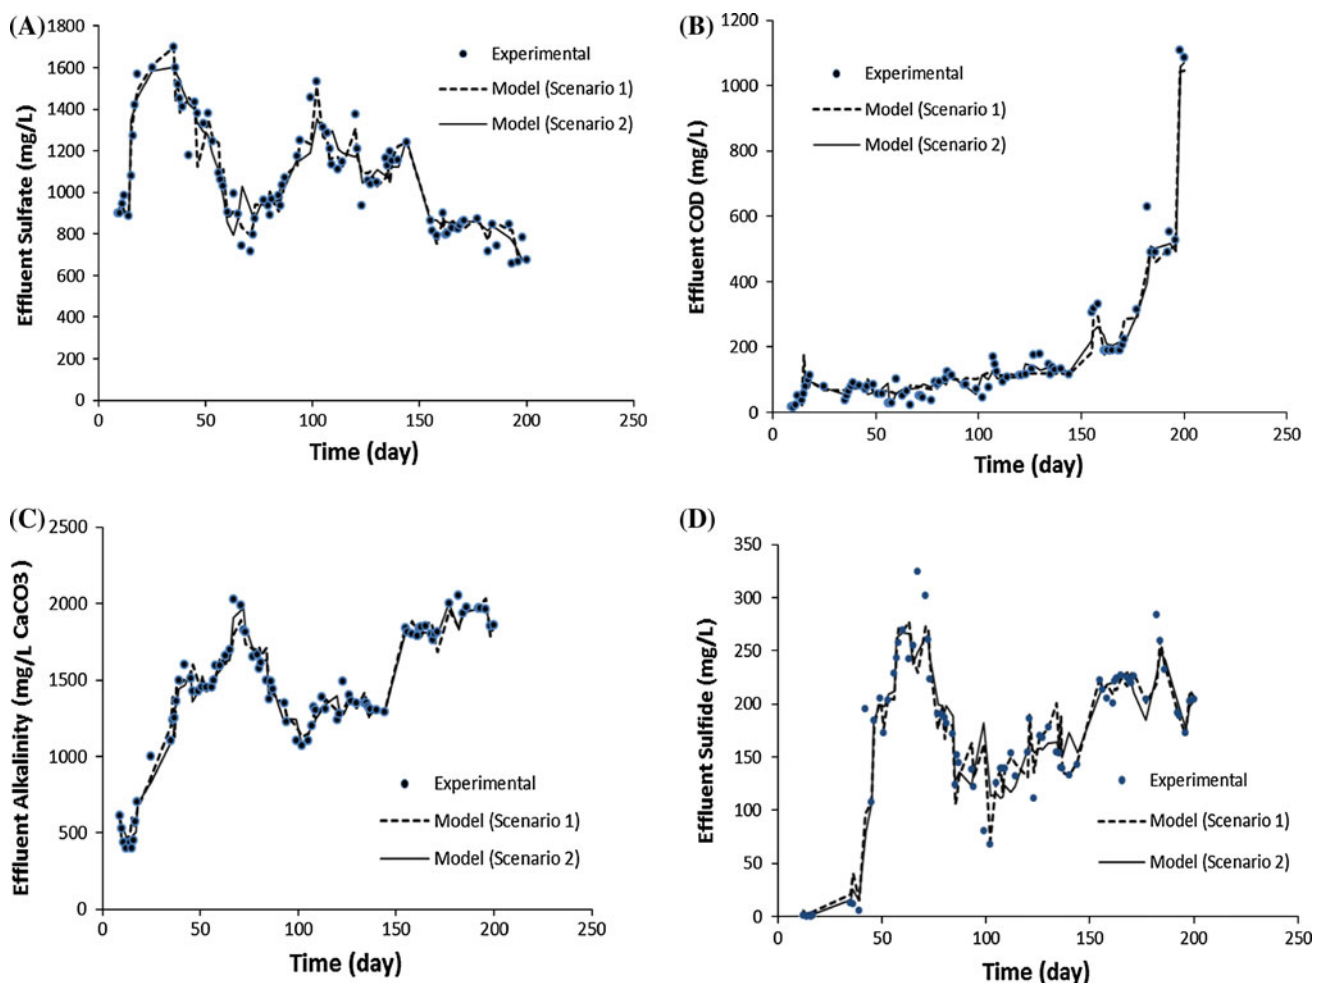 (A)
1800
1600
1400
1200
1000
800
600
400
200
0
0 50 100 150 200 250
Effluent Sulfate (mg/L)
Time (day)
Experimental
Model (Scenario 1)
Model (Scenario 2)
(B)
1200
1000
800
600
400
200
0
0 50 100 150 200 250
Effluent COD (mg/L)
Time (day)
Experimental
Model (Scenario 1)
Model (Scenario 2)
(C)
2500
2000
1500
1000
500
0
0 50 100 150 200 250
Effluent Alkalinity (mg/L CaCO3 )
Time (day)
Experimental
Model (Scenario 1)
Model (Scenario 2)
(D)
350
300
250
200
150
100
50
0
0 50 100 150 200 250
Effluent Sulfide (mg/L)
Time (day)
Experimental
Model (Scenario 1)
Model (Scenario 2)